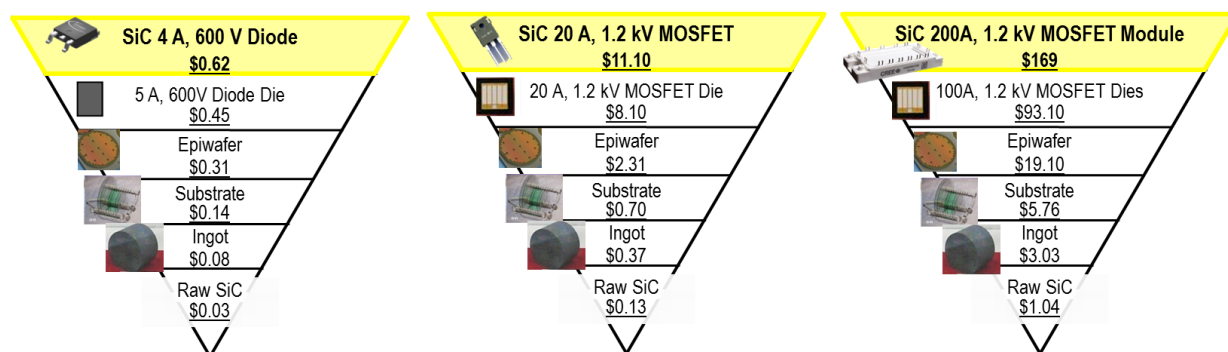 SiC 4 A, 600 V Diode
$0.62
5 A, 600V Diode Die
$0.45
Epiwafer
$0.31
Substrate
$0.14
Ingot
$0.08
Raw SiC
$0.03
SiC 20 A, 1.2 kV MOSFET
$11.10
20 A, 1.2 kV MOSFET Die
$8.10
Epiwafer
$2.31
Substrate
$0.70
Ingot
$0.37
Raw SiC
$0.13
SiC 200A, 1.2 kV MOSFET Module
$169
CREE
100A, 1.2 kV MOSFET Dies
$93.10
Epiwafer
$19.10
Substrate
$5.76
Ingot
$3.03
Raw SiC
$1.04